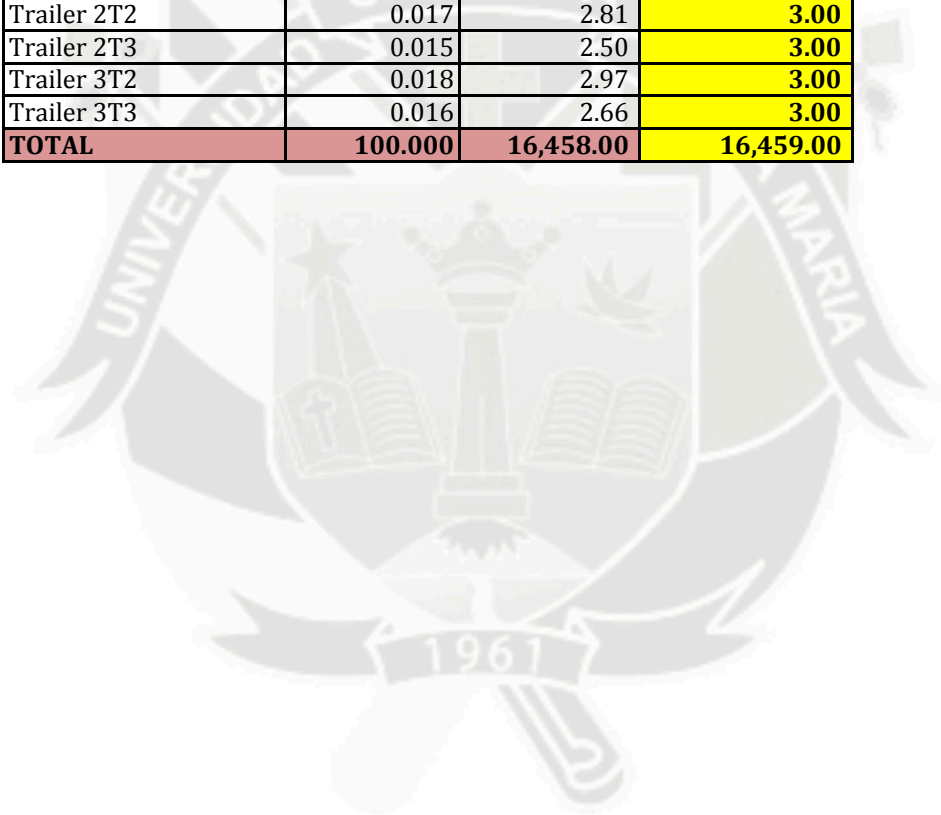 Trailer 2T2 0.017 2.81 3.00
Trailer 2T3 0.015 2.50 3.00
Trailer 3T2 0.018 2.97 3.00
Trailer 3T3 0.016 2.66 3.00
TOTAL 100.000 16,458.00 16,459.00
MARIA
1961